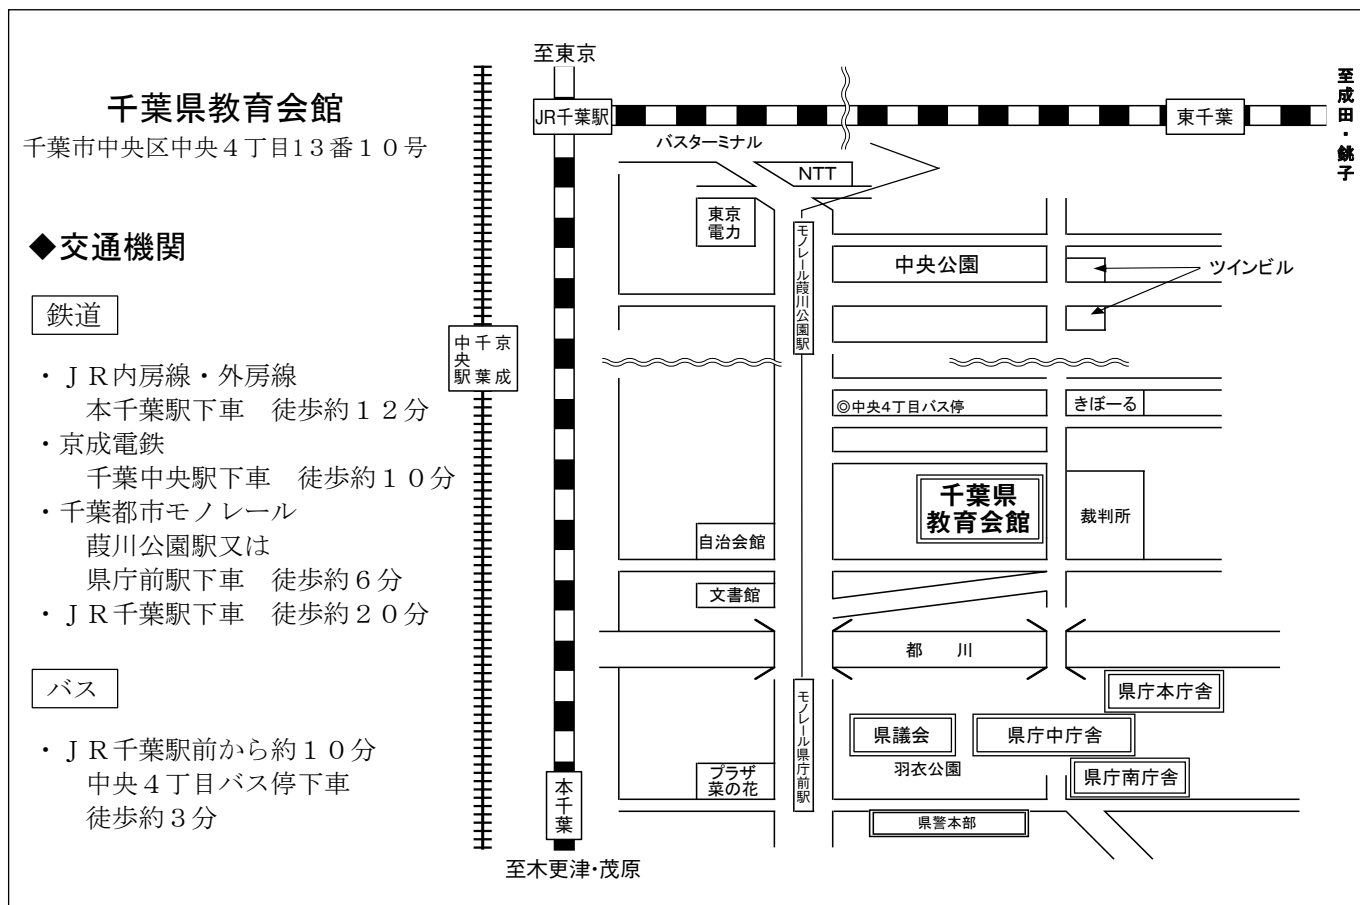 千葉県教育会館
千葉市中央区中央４丁目13番１０号
◆交通機関
鉄道
・ＪＲ内房線・外房線
本千葉駅下車　徒歩約１２分
・京成電鉄
千葉中央駅下車　徒歩約１０分
・千葉都市モノレール
葭川公園駅又は
県庁前駅下車　徒歩約６分
・ＪＲ千葉駅下車　徒歩約２０分
バス
・ＪＲ千葉駅前から約１０分
中央４丁目バス停下車
徒歩約３分
至東京
JR千葉駅
東千葉
至成田・銚子
バスターミナル
NTT
東京
電力
モノレール葭川公園駅
中央公園
ツインビル
京成
千葉
中央駅
◎中央4丁目バス停
きぼーる
千葉県
教育会館
裁判所
自治会館
文書館
都　川
県庁本庁舎
モノレール県庁前駅
県議会
県庁中庁舎
羽衣公園
県庁南庁舎
プラザ
菜の花
本千葉
県警本部
至木更津・茂原